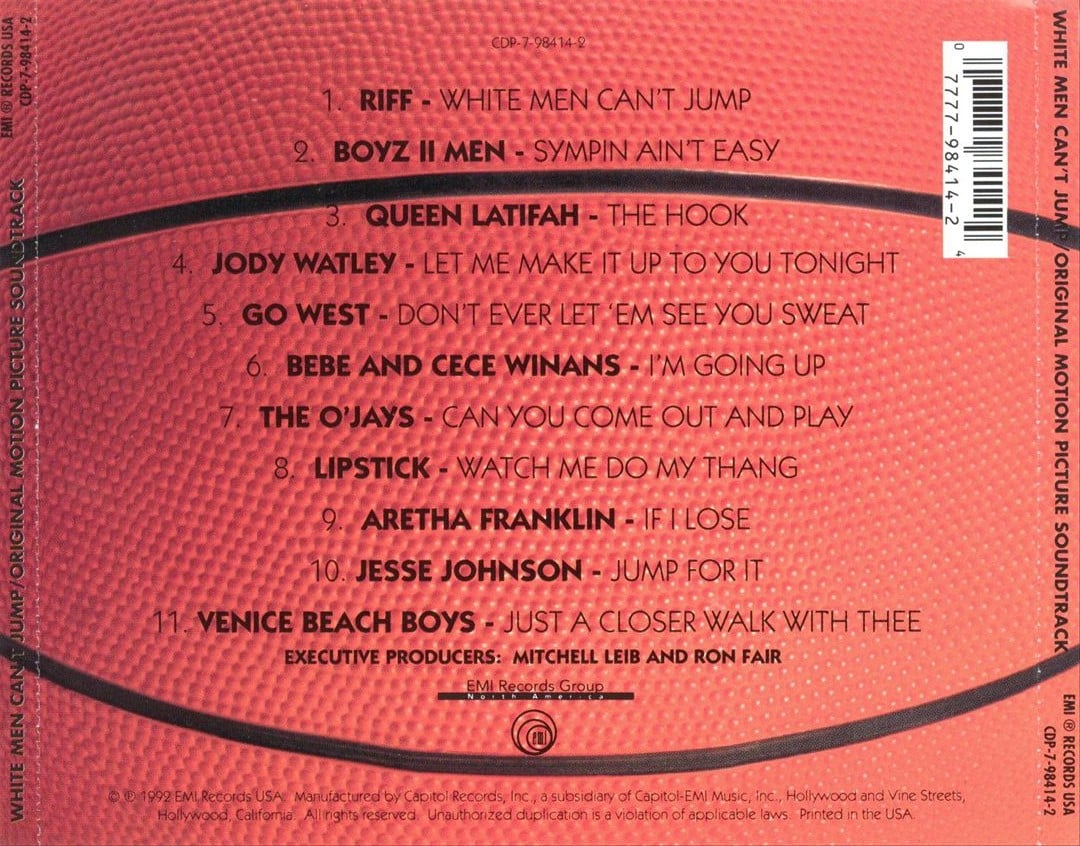 CDP-7-98414-2
1. RIFF - WHITE MEN CAN'T JUMP
2. BOYZ II MEN - SYMPIN AIN'T EASY
3. QUEEN LATIFAH - THE HOOK
4. JODY WATLEY - LET ME MAKE IT UP TO YOU TONIGHT
5. GO WEST - DON'T EVER LET 'EM SEE YOU SWEAT
6. BEBE AND CECE WINANS - I'M GOING UP
7. THE O'JAYS - CAN YOU COME OUT AND PLAY
8. LIPSTICK - WATCH ME DO MY THANG
9. ARETHA FRANKLIN - IF I LOSE
10. JESSE JOHNSON - JUMP FOR IT
11. VENICE BEACH BOYS - JUST A CLOSER WALK WITH THEE
EXECUTIVE PRODUCERS: MITCHELL LEIB AND RON FAIR
EMI Records Group
North America
emi
© ℗ 1992 EMI Records USA. Manufactured by Capitol Records, Inc., a subsidiary of Capitol-EMI Music, Inc., Hollywood and Vine Streets,
Hollywood, California. All rights reserved. Unauthorized duplication is a violation of applicable laws. Printed in the USA.
WHITE MEN CAN'T JUMP/ORIGINAL MOTION PICTURE SOUNDTRACK
EMI ® RECORDS USA
CDP-7-98414-2
0 7777-98414-2 4
WHITE MEN CAN'T JUMP/ORIGINAL MOTION PICTURE SOUNDTRACK
EMI ® RECORDS USA
CDP-7-98414-2